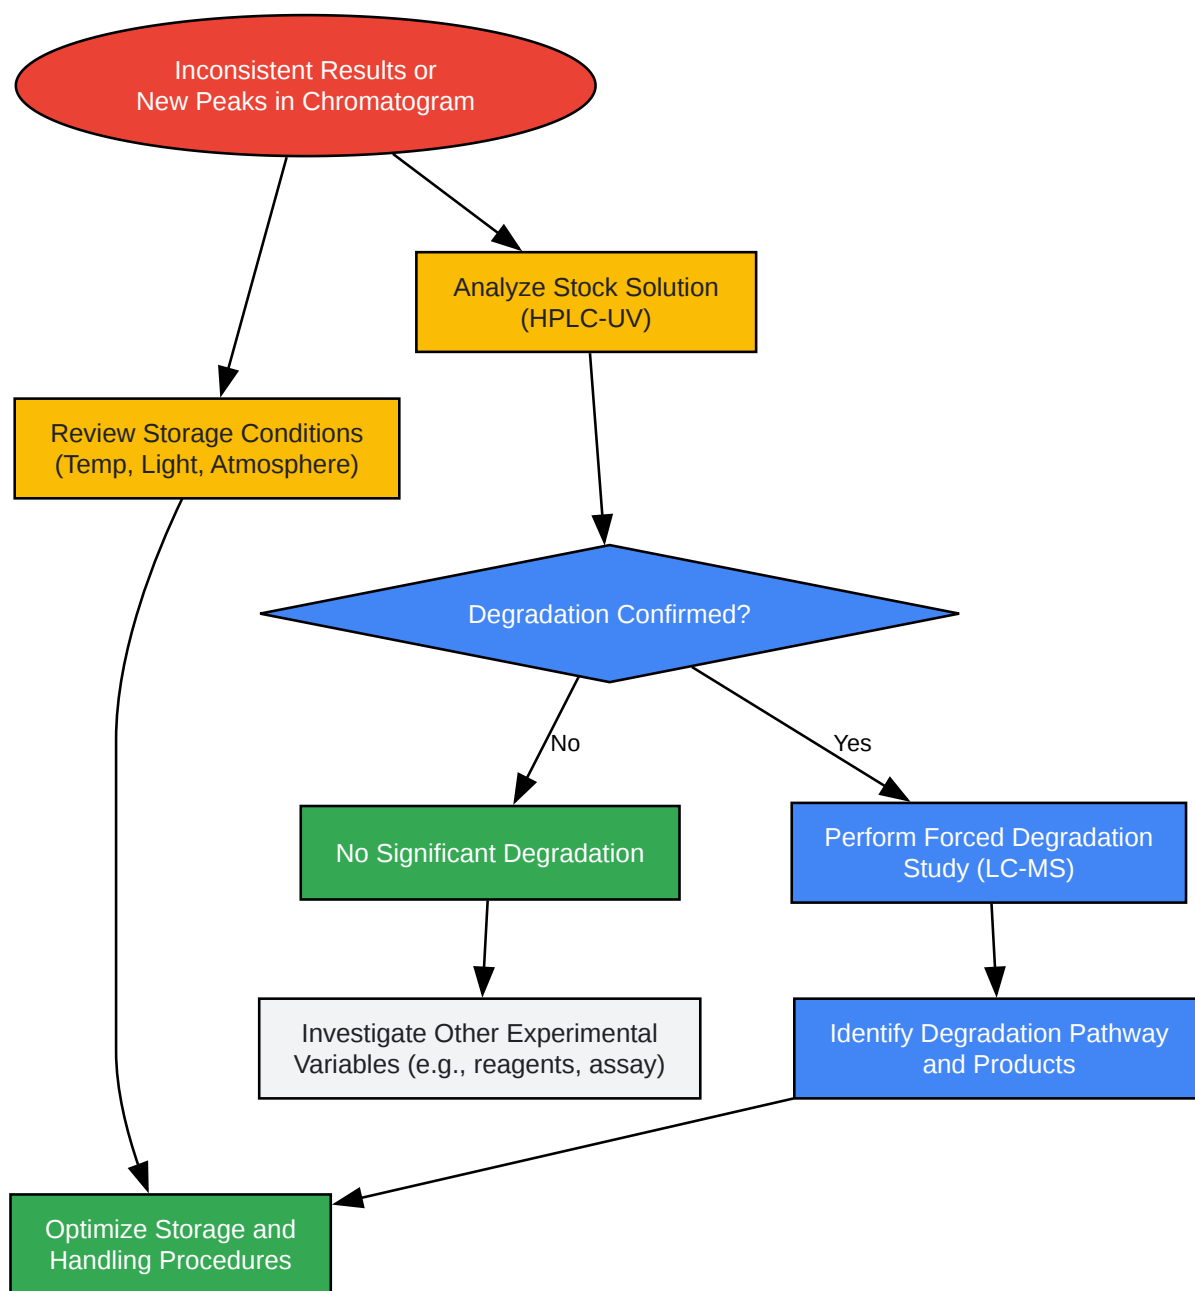 Inconsistent Results or
New Peaks in Chromatogram
Analyze Stock Solution
(HPLC-UV)
Review Storage Conditions
(Temp, Light, Atmosphere)
Degradation Confirmed?
No
Yes
No Significant Degradation
Perform Forced Degradation
Study (LC-MS)
Investigate Other Experimental
Variables (e.g., reagents, assay)
Identify Degradation Pathway
and Products
Optimize Storage and
Handling Procedures